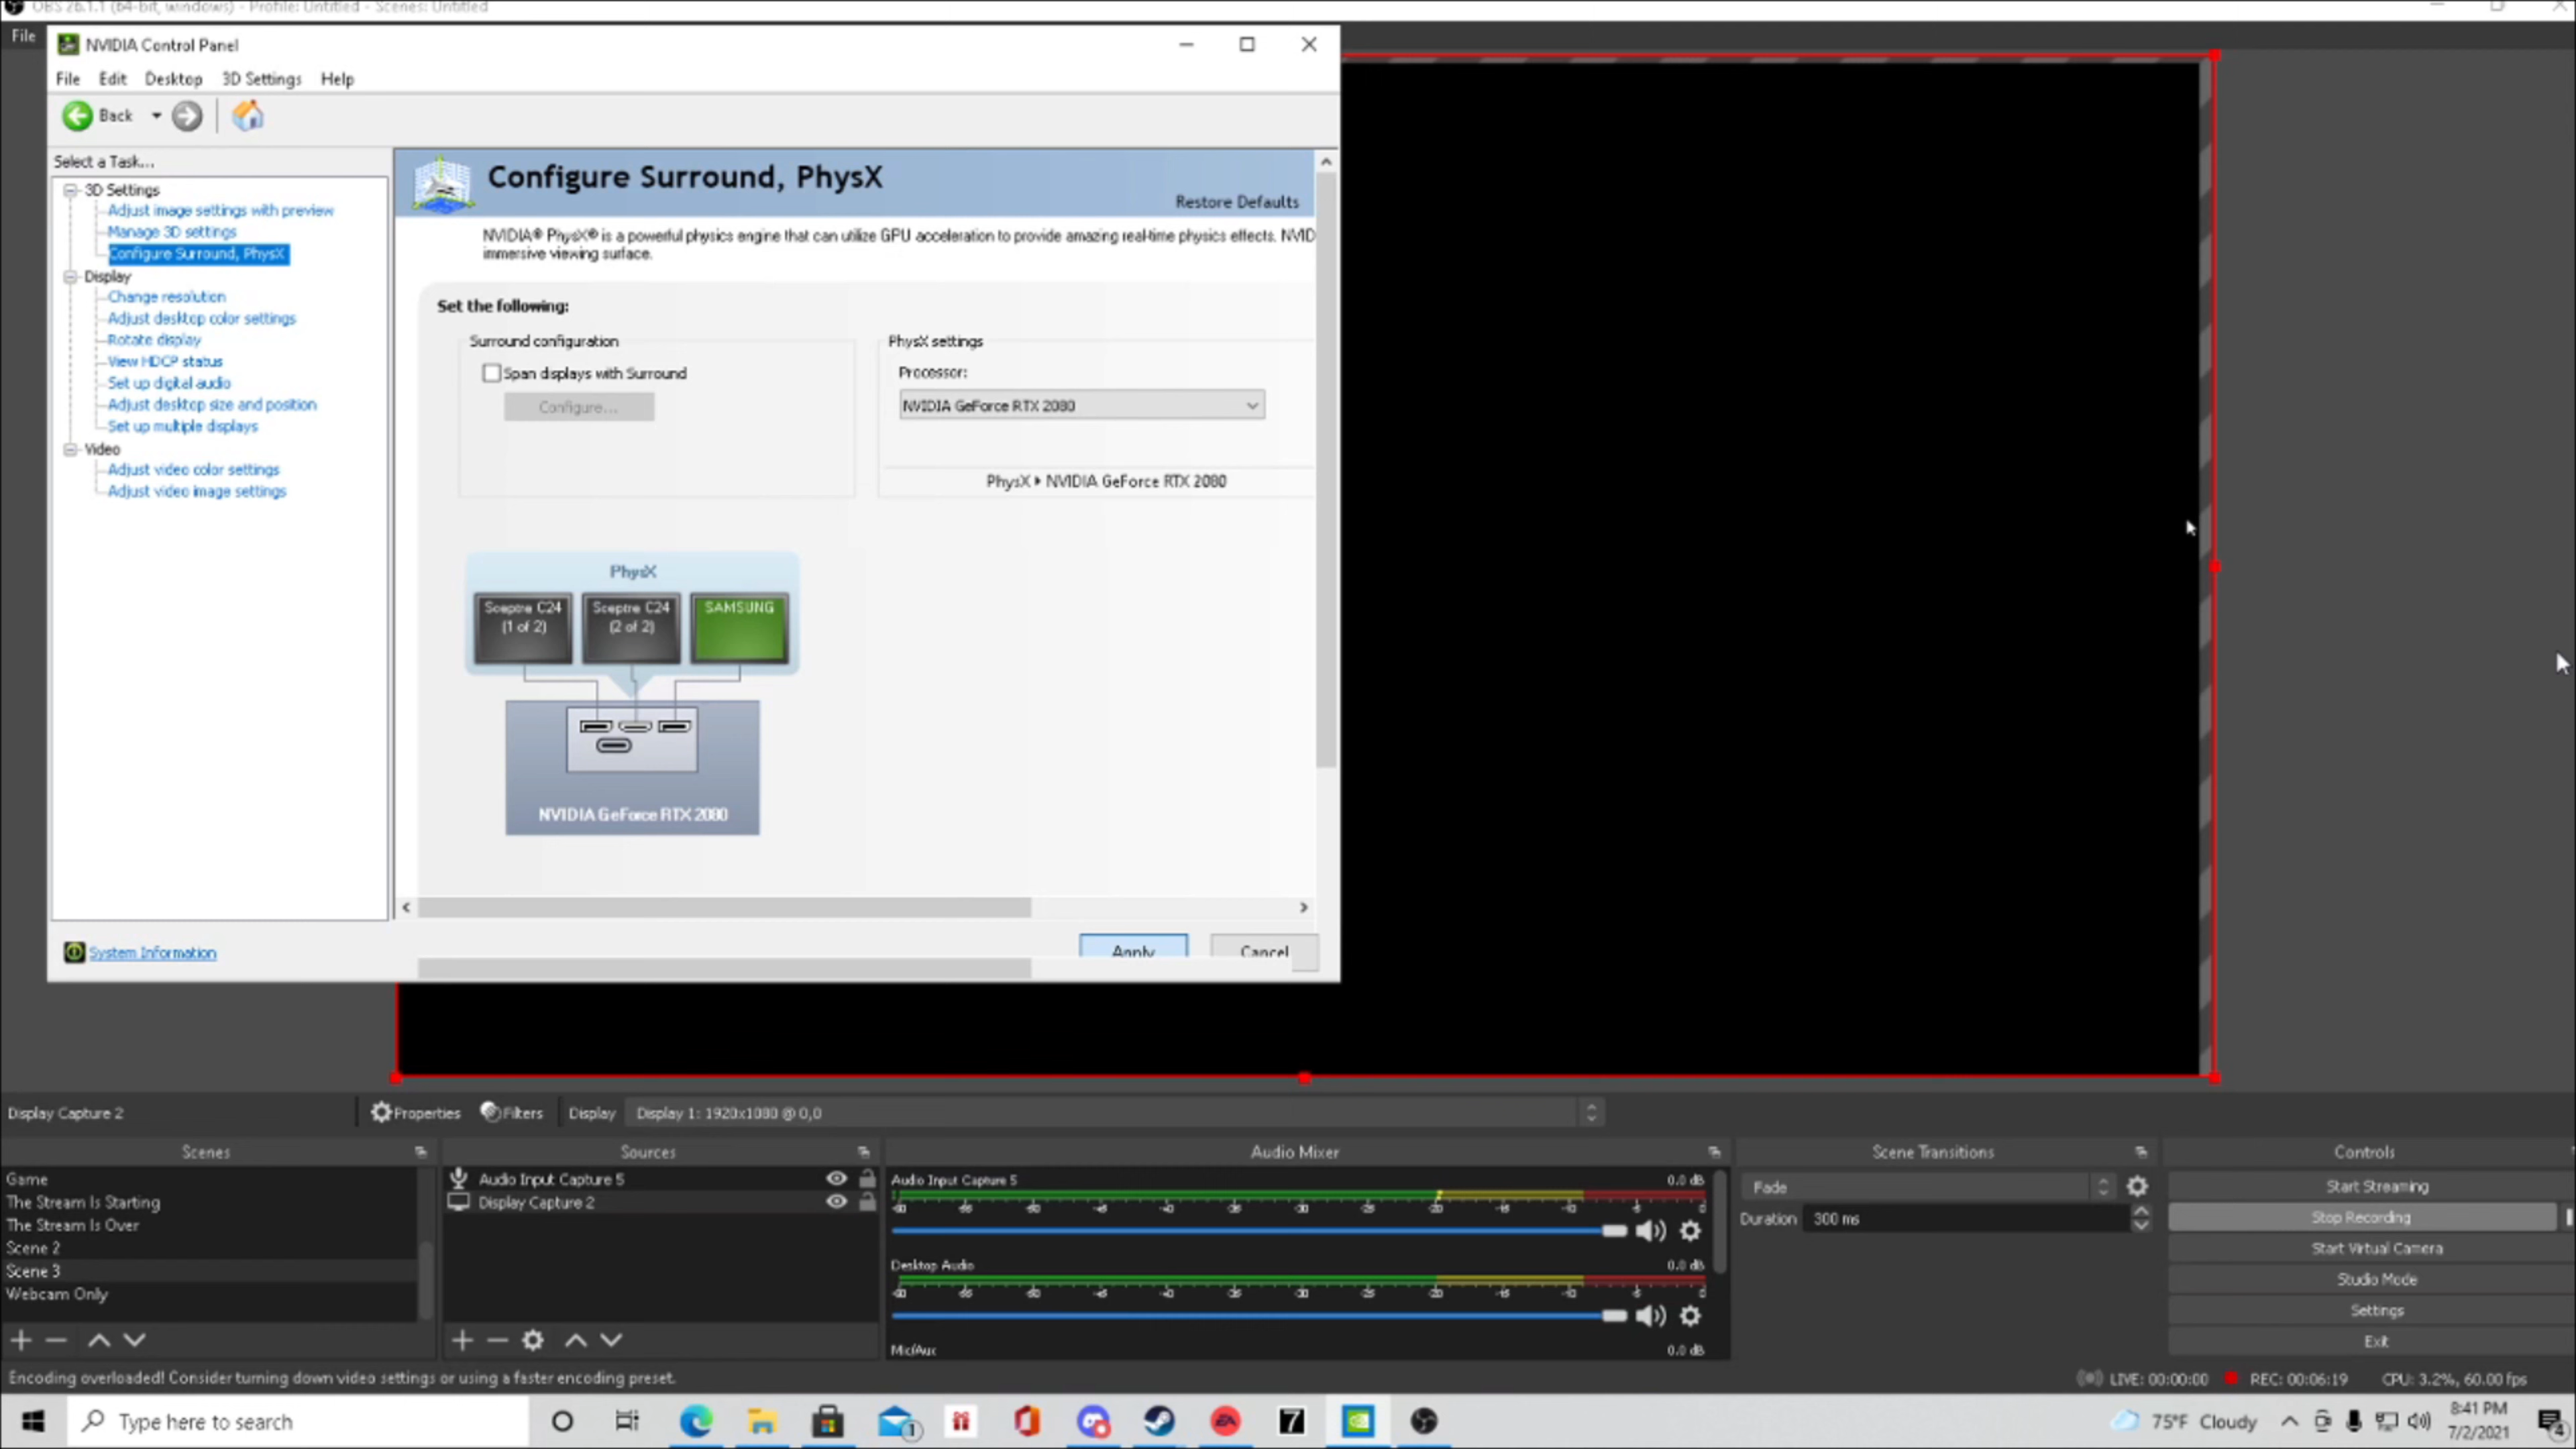 OBS 26.1.1 (64-bit, windows) - Profile: Untitled - Scenes: Untitled
File
NVIDIA Control Panel
File Edit Desktop 3D Settings Help
Back
Select a Task...
3D Settings
Adjust image settings with preview
Manage 3D settings
Configure Surround, PhysX
Display
Change resolution
Adjust desktop color settings
Rotate display
View HDCP status
Set up digital audio
Adjust desktop size and position
Set up multiple displays
Video
Adjust video color settings
Adjust video image settings
System Information
Configure Surround, PhysX
Restore Defaults
NVIDIA® PhysX® is a powerful physics engine that can utilize GPU acceleration to provide amazing real-time physics effects. NVID
immersive viewing surface.
Set the following:
Surround configuration
Span displays with Surround
Configure...
PhysX settings
Processor:
NVIDIA GeForce RTX 2080
PhysX ▸ NVIDIA GeForce RTX 2080
PhysX
Sceptre C24
(1 of 2)
Sceptre C24
(2 of 2)
SAMSUNG
NVIDIA GeForce RTX 2080
Apply Cancel
Display Capture 2 Properties Filters Display Display 1: 1920x1080 @ 0,0
Scenes
Game
The Stream Is Starting
The Stream Is Over
Scene 2
Scene 3
Webcam Only
Sources
Audio Input Capture 5
Display Capture 2
Audio Mixer
Audio Input Capture 5 0.0 dB
Desktop Audio 0.0 dB
Mic/Aux 0.0 dB
Scene Transitions
Fade
Duration 300 ms
Controls
Start Streaming
Stop Recording
Start Virtual Camera
Studio Mode
Settings
Exit
Encoding overloaded! Consider turning down video settings or using a faster encoding preset.
LIVE: 00:00:00 REC: 00:06:19 CPU: 3.2%, 60.00 fps
Type here to search
75°F Cloudy
8:41 PM
7/2/2021